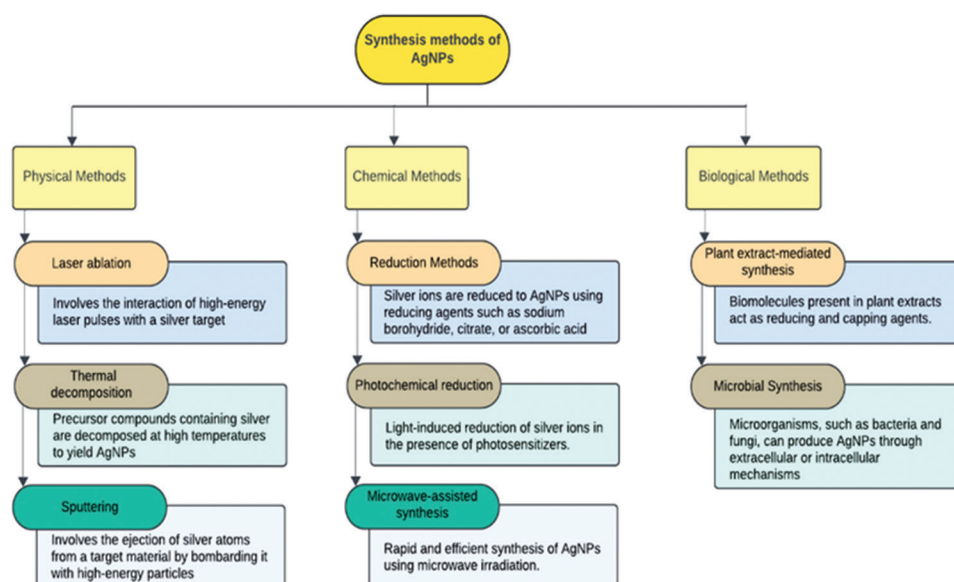 Synthesis methods of
AgNPs
Physical Methods
Chemical Methods
Biological Methods
Laser ablation
Involves the interaction of high-energy
laser pulses with a silver target
Thermal
decomposition
Precursor compounds containing silver
are decomposed at high temperatures
to yield AgNPs
Sputtering
Involves the ejection of silver atoms
from a target material by bombarding it
with high-energy particles
Reduction Methods
Silver ions are reduced to AgNPs using
reducing agents such as sodium
borohydride, citrate, or ascorbic acid
Photochemical reduction
Light-induced reduction of silver ions in
the presence of photosensitizers.
Microwave-assisted
synthesis
Rapid and efficient synthesis of AgNPs
using microwave irradiation.
Plant extract-mediated
synthesis
Biomolecules present in plant extracts
act as reducing and capping agents.
Microbial Synthesis
Microorganisms, such as bacteria and
fungi, can produce AgNPs through
extracellular or intracellular
mechanisms